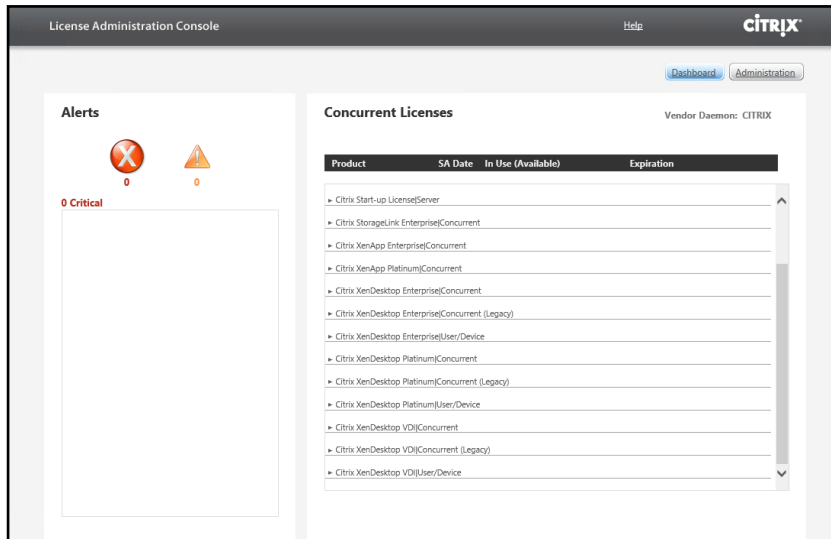 License Administration Console
Help
CITRIX
Dashboard
Administration
Alerts
0
0
0 Critical
Concurrent Licenses
Vendor Daemon: CITRIX
Product SA Date In Use (Available) Expiration
Citrix Start-up License|Server
Citrix StorageLink Enterprise|Concurrent
Citrix XenApp Enterprise|Concurrent
Citrix XenApp Platinum|Concurrent
Citrix XenDesktop Enterprise|Concurrent
Citrix XenDesktop Enterprise|Concurrent (Legacy)
Citrix XenDesktop Enterprise|User/Device
Citrix XenDesktop Platinum|Concurrent
Citrix XenDesktop Platinum|Concurrent (Legacy)
Citrix XenDesktop Platinum|User/Device
Citrix XenDesktop VDI|Concurrent
Citrix XenDesktop VDI|Concurrent (Legacy)
Citrix XenDesktop VDI|User/Device